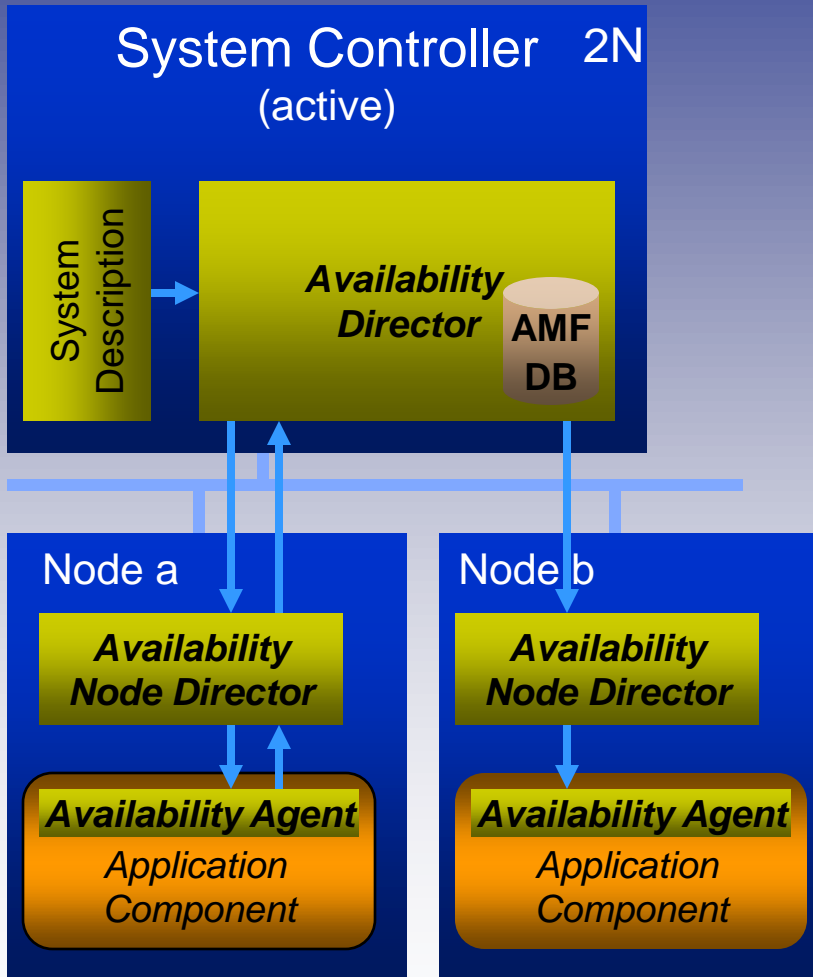 System Controller 2N
(active)
System
Description
Availability
Director
AMF
DB
Node a
Availability
Node Director
Availability Agent
Application
Component
Node b
Availability
Node Director
Availability Agent
Application
Component